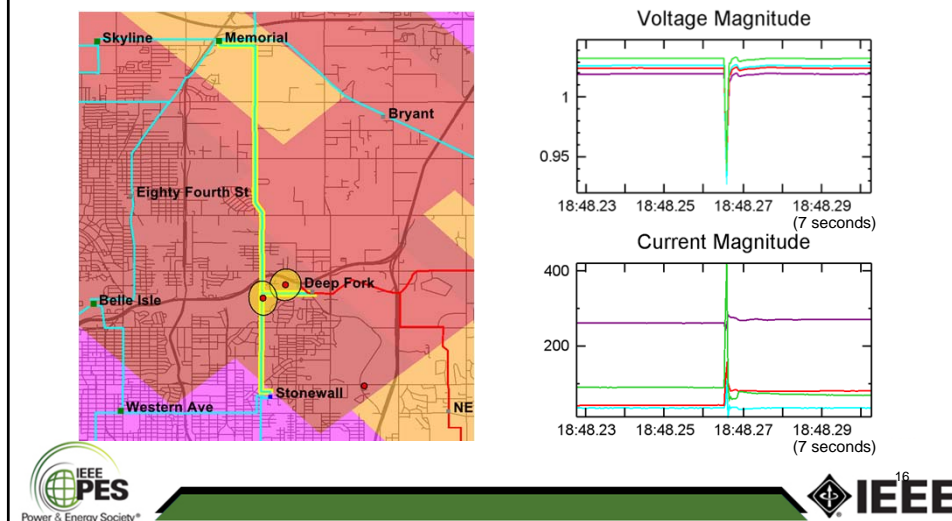 Skyline
Memorial
Bryant
Eighty Fourth St
Deep Fork
Belle Isle
Stonewall
Western Ave
NE
Voltage Magnitude
1
0.95
18:48.23 18:48.25 18:48.27 18:48.29
(7 seconds)
Current Magnitude
400
200
18:48.23 18:48.25 18:48.27 18:48.29
(7 seconds)
IEEE
PES
Power & Energy Society®
16
IEEE